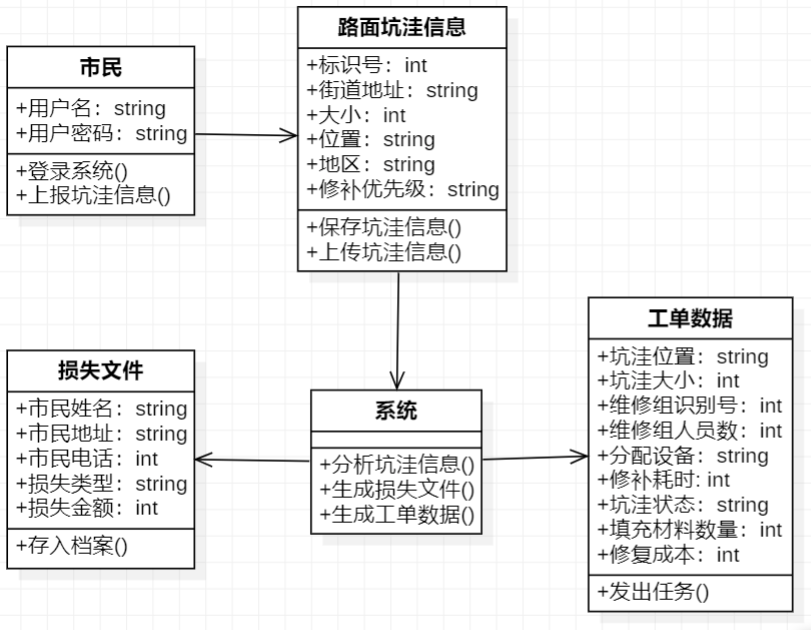 市民
+用户名：string
+用户密码：string
+登录系统()
+上报坑洼信息()
路面坑洼信息
+标识号：int
+街道地址：string
+大小：int
+位置：string
+地区：string
+修补优先级：string
+保存坑洼信息()
+上传坑洼信息()
损失文件
+市民姓名：string
+市民地址：string
+市民电话：int
+损失类型：string
+损失金额：int
+存入档案()
系统
+分析坑洼信息()
+生成损失文件()
+生成工单数据()
工单数据
+坑洼位置：string
+坑洼大小：int
+维修组识别号：int
+维修组人员数：int
+分配设备：string
+修补耗时: int
+坑洼状态：string
+填充材料数量：int
+修复成本：int
+发出任务()